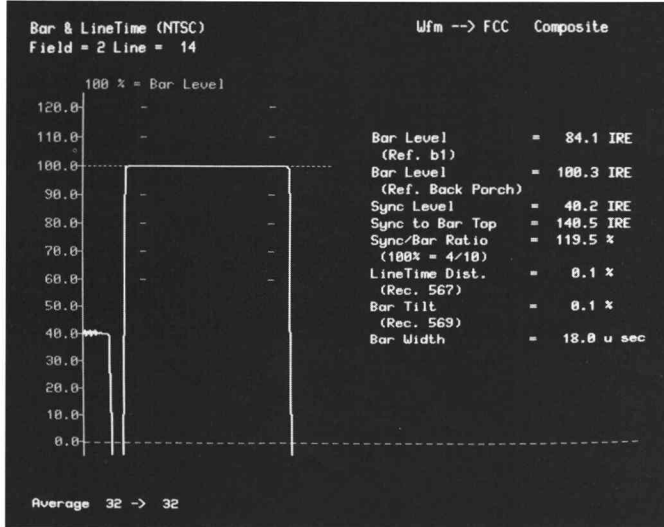 Bar & LineTime (NTSC)
Wfm --> FCC Composite
Field = 2 Line = 14
100 % = Bar Level
120.0
110.0
100.0
90.0
80.0
70.0
60.0
50.0
40.0
30.0
20.0
10.0
0.0
Bar Level = 84.1 IRE
(Ref. b1)
Bar Level = 100.3 IRE
(Ref. Back Porch)
Sync Level = 40.2 IRE
Sync to Bar Top = 140.5 IRE
Sync/Bar Ratio = 119.5 %
(100% = 4/10)
LineTime Dist. = 0.1 %
(Rec. 567)
Bar Tilt = 0.1 %
(Rec. 569)
Bar Width = 18.0 u sec
Average 32 -> 32